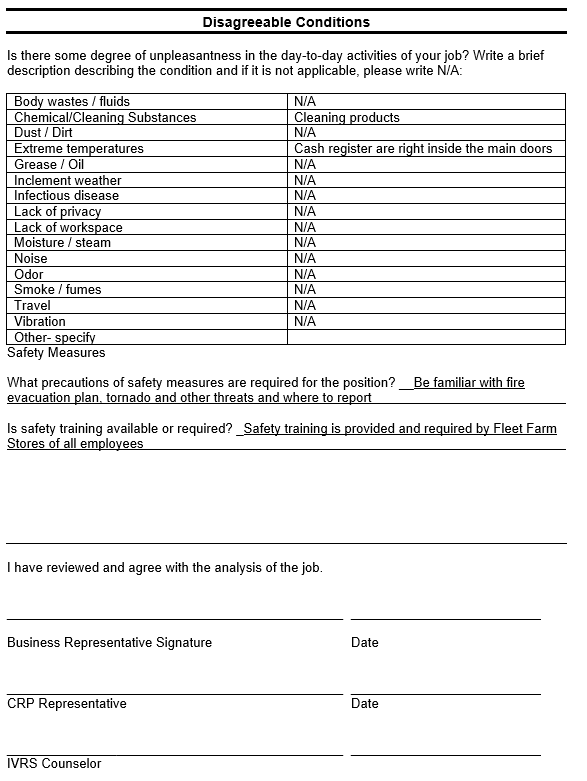 Disagreeable Conditions
Is there some degree of unpleasantness in the day-to-day activities of your job? Write a brief
description describing the condition and if it is not applicable, please write N/A:
Body wastes / fluids N/A
Chemical/Cleaning Substances Cleaning products
Dust / Dirt N/A
Extreme temperatures Cash register are right inside the main doors
Grease / Oil N/A
Inclement weather N/A
Infectious disease N/A
Lack of privacy N/A
Lack of workspace N/A
Moisture / steam N/A
Noise N/A
Odor N/A
Smoke / fumes N/A
Travel N/A
Vibration N/A
Other- specify
Safety Measures
What precautions of safety measures are required for the position? __Be familiar with fire
evacuation plan, tornado and other threats and where to report
Is safety training available or required? _Safety training is provided and required by Fleet Farm
Stores of all employees
I have reviewed and agree with the analysis of the job.
Business Representative Signature Date
CRP Representative Date
IVRS Counselor